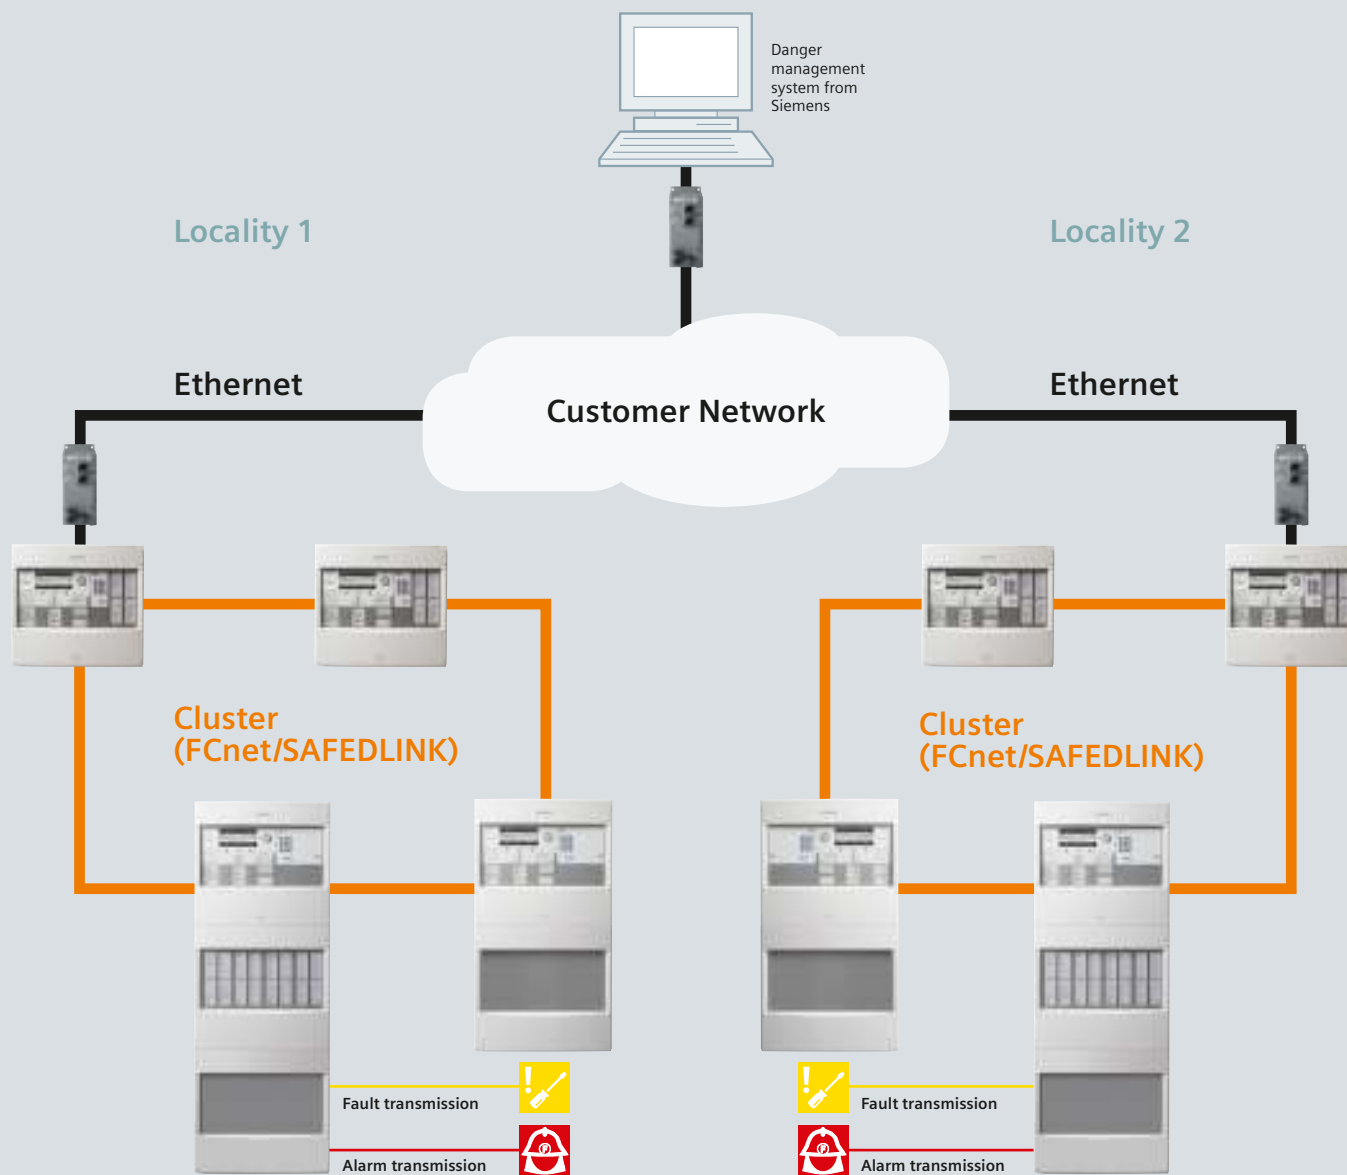 Danger
management
system from
Siemens
Locality 1
Locality 2
Ethernet
Ethernet
Customer Network
Cluster
(FCnet/SAFEDLINK)
Cluster
(FCnet/SAFEDLINK)
Fault transmission
Fault transmission
Alarm transmission
Alarm transmission